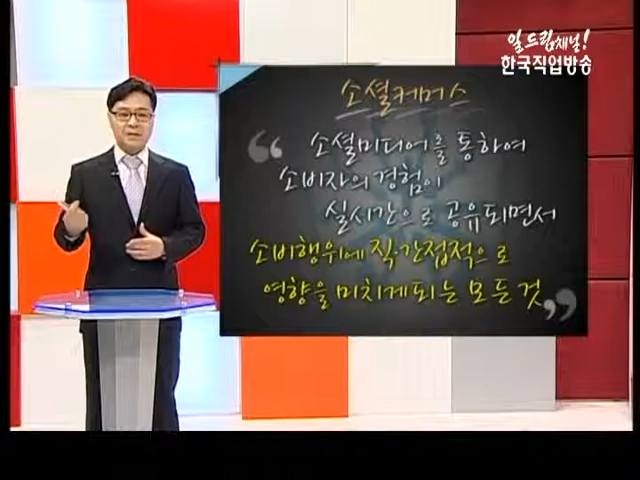 일드림채널!
한국직업방송
소셜커머스
“ 소셜미디어를 통하여
소비자의 경험이
실시간으로 공유되면서
소비행위에 직·간접적으로
영향을 미치게되는 모든 것 ”